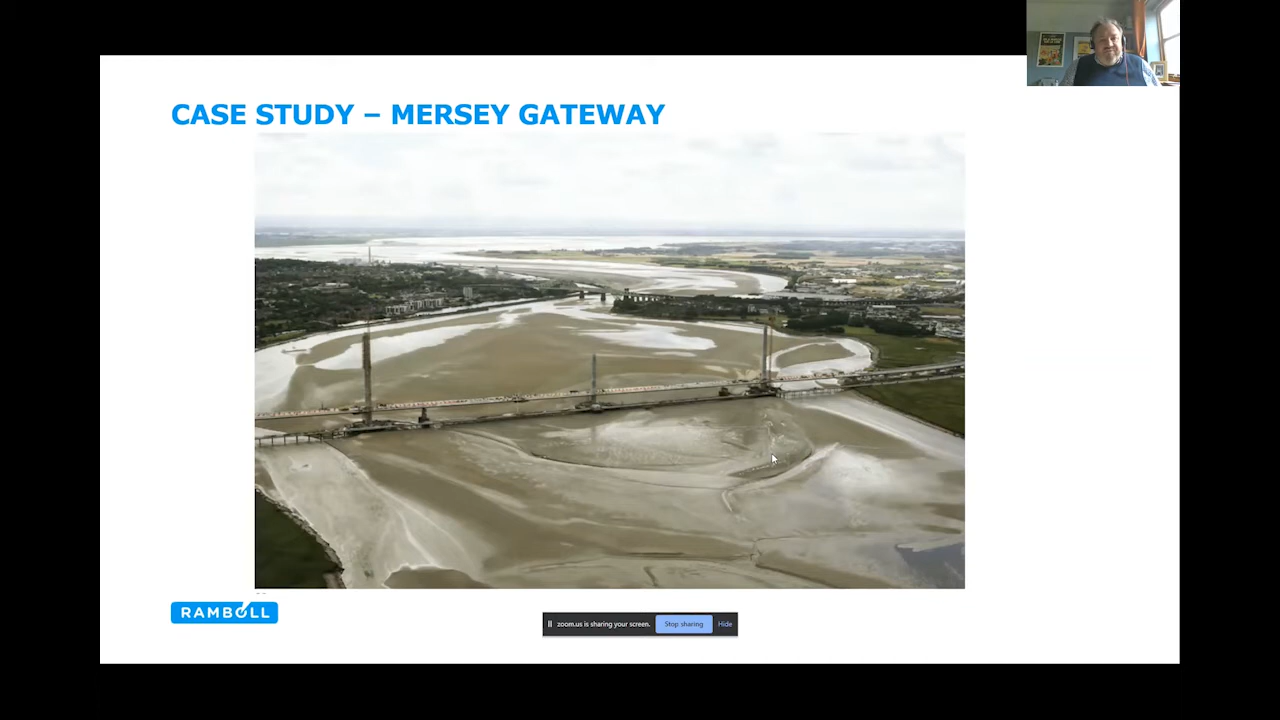 CASE STUDY – MERSEY GATEWAY
RAMBOLL
zoom.us is sharing your screen.
Stop sharing
Hide